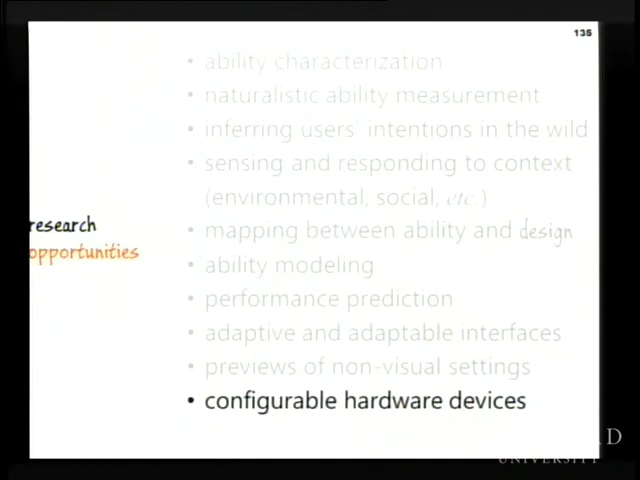 135
• ability characterization
• naturalistic ability measurement
• inferring users' intentions in the wild
• sensing and responding to context
(environmental, social, etc.)
research
opportunities
• mapping between ability and design
• ability modeling
• performance prediction
• adaptive and adaptable interfaces
• previews of non-visual settings
• configurable hardware devices
UNIVERSITY